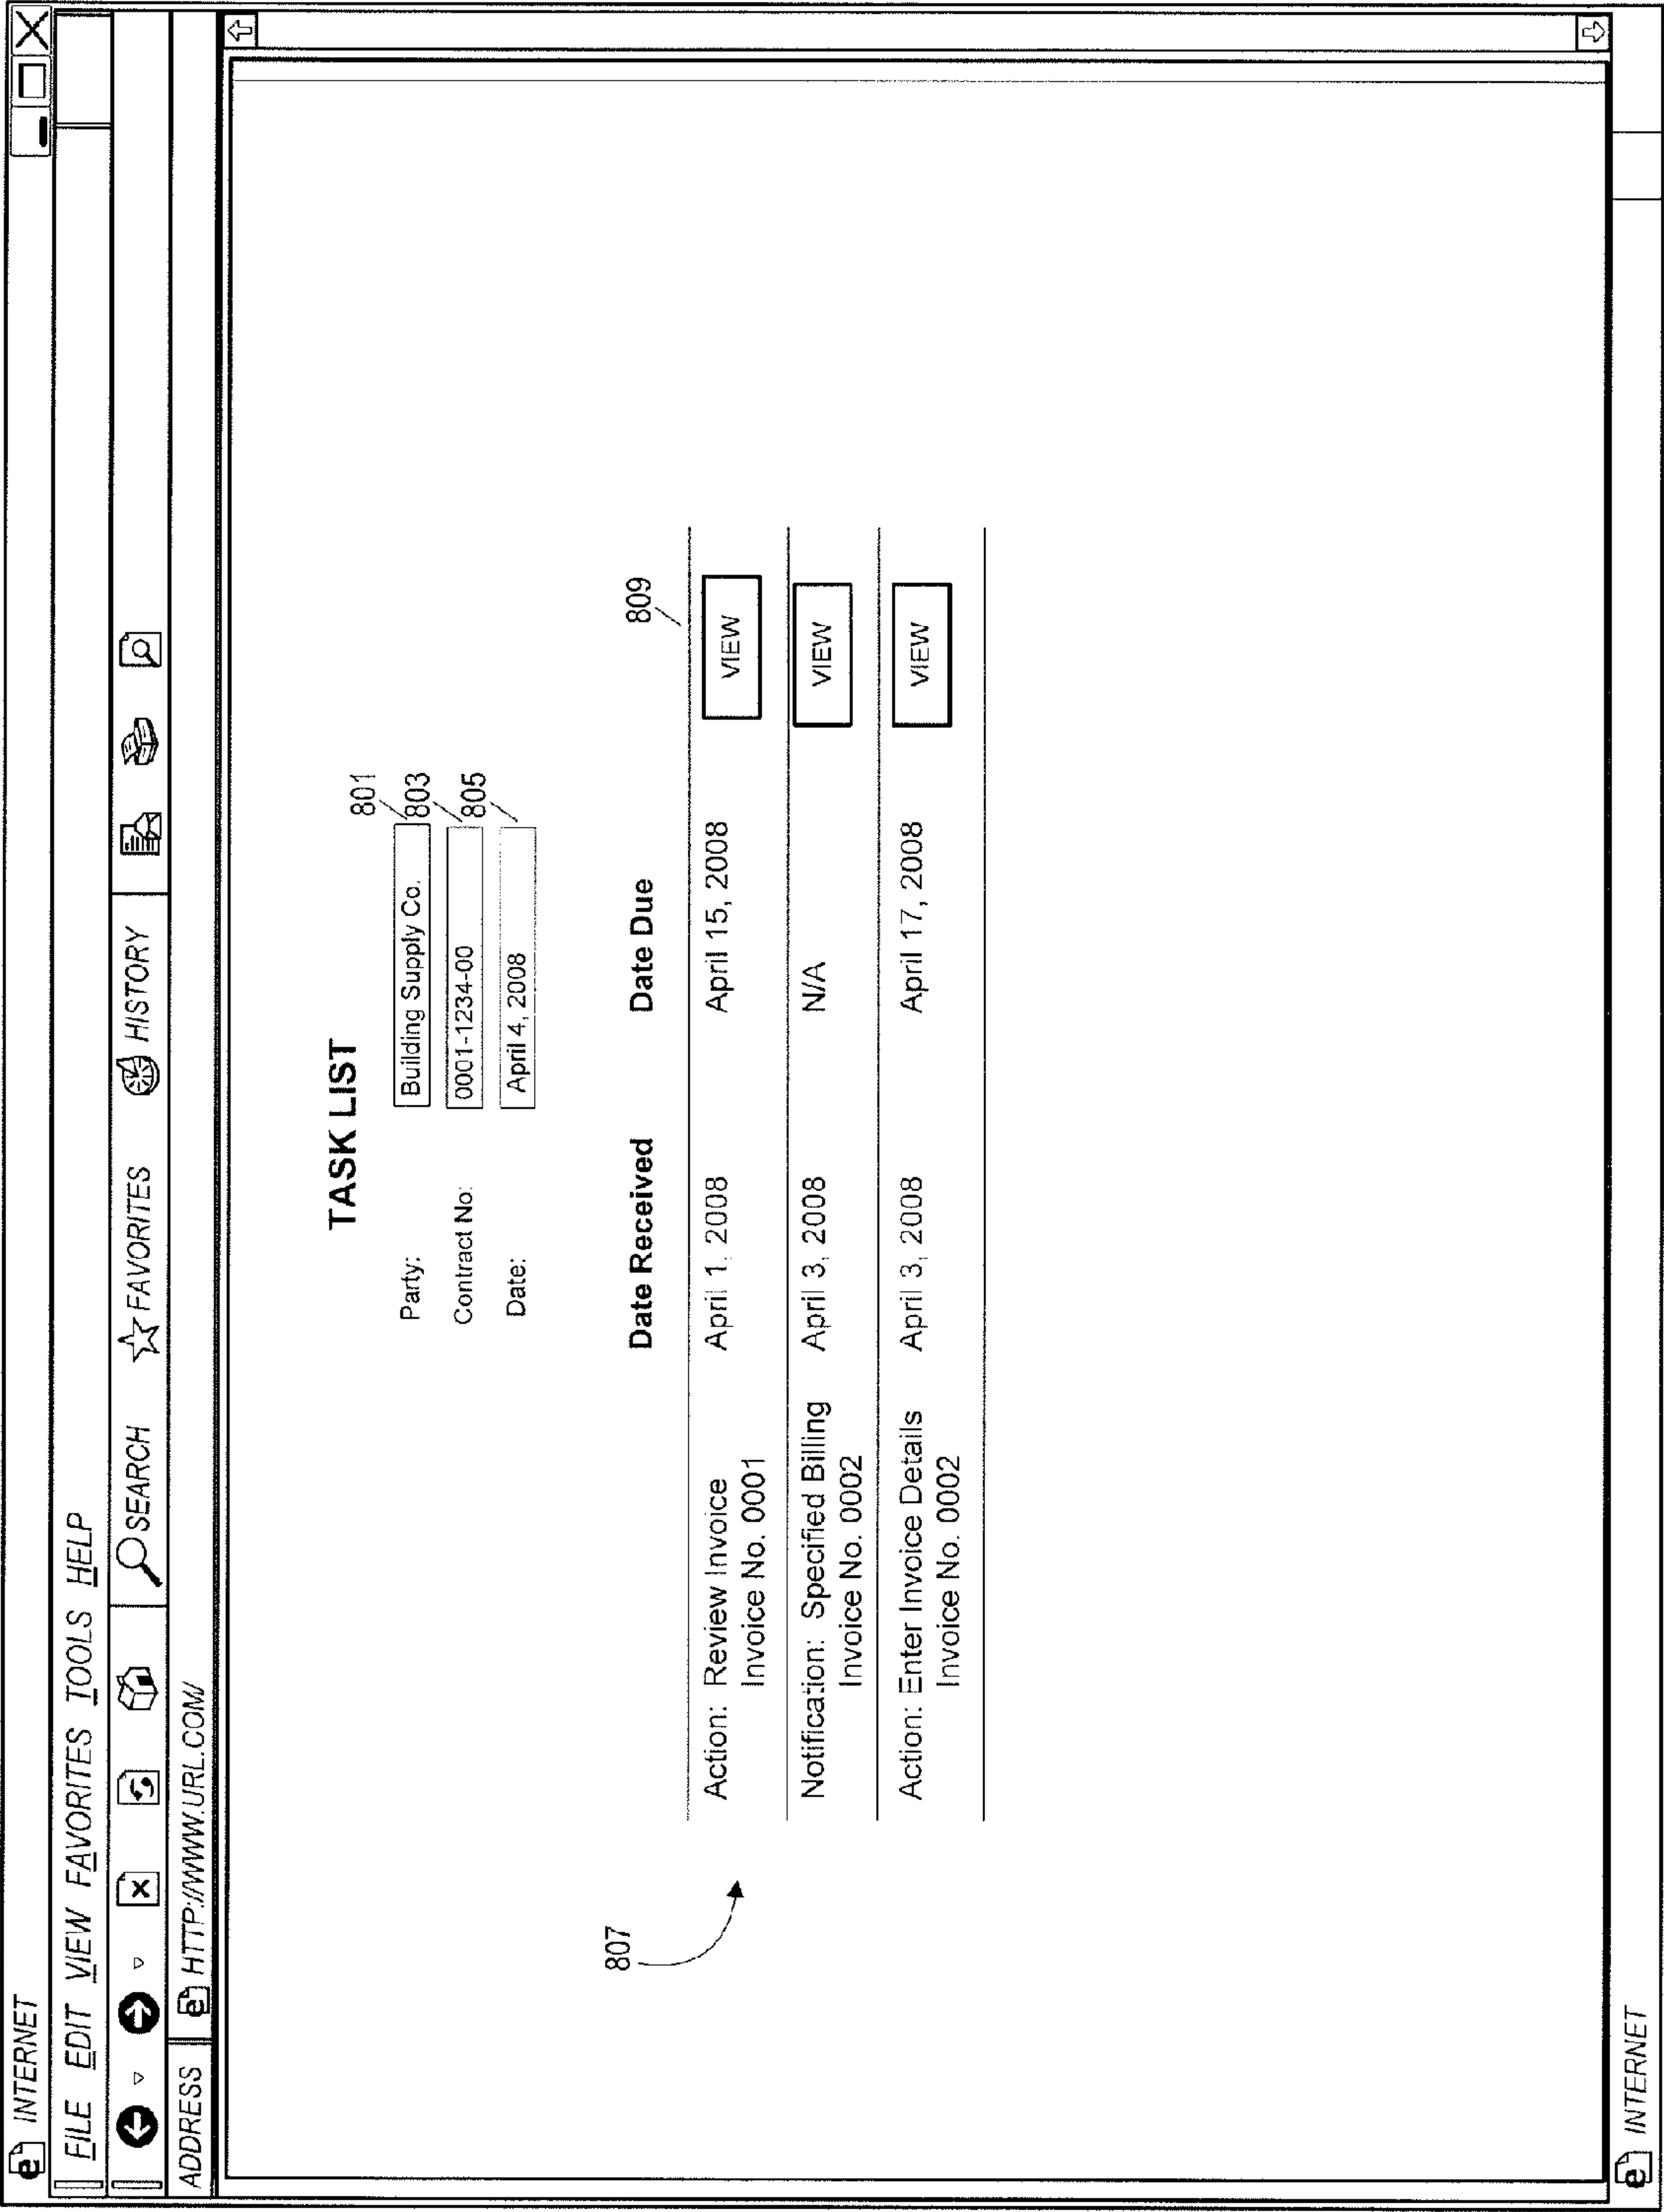 INTERNET
FILE EDIT VIEW FAVORITES TOOLS HELP
SEARCH FAVORITES HISTORY
ADDRESS HTTP://WWW.URL.COM/
TASK LIST
801
Party: Building Supply Co.
803
Contract No: 0001-1234-00
805
Date: April 4, 2008
807
809
Date Received Date Due
Action: Review Invoice April 1, 2008 April 15, 2008 VIEW
Invoice No. 0001
Notification: Specified Billing April 3, 2008 N/A VIEW
Invoice No. 0002
Action: Enter Invoice Details April 3, 2008 April 17, 2008 VIEW
Invoice No. 0002
INTERNET